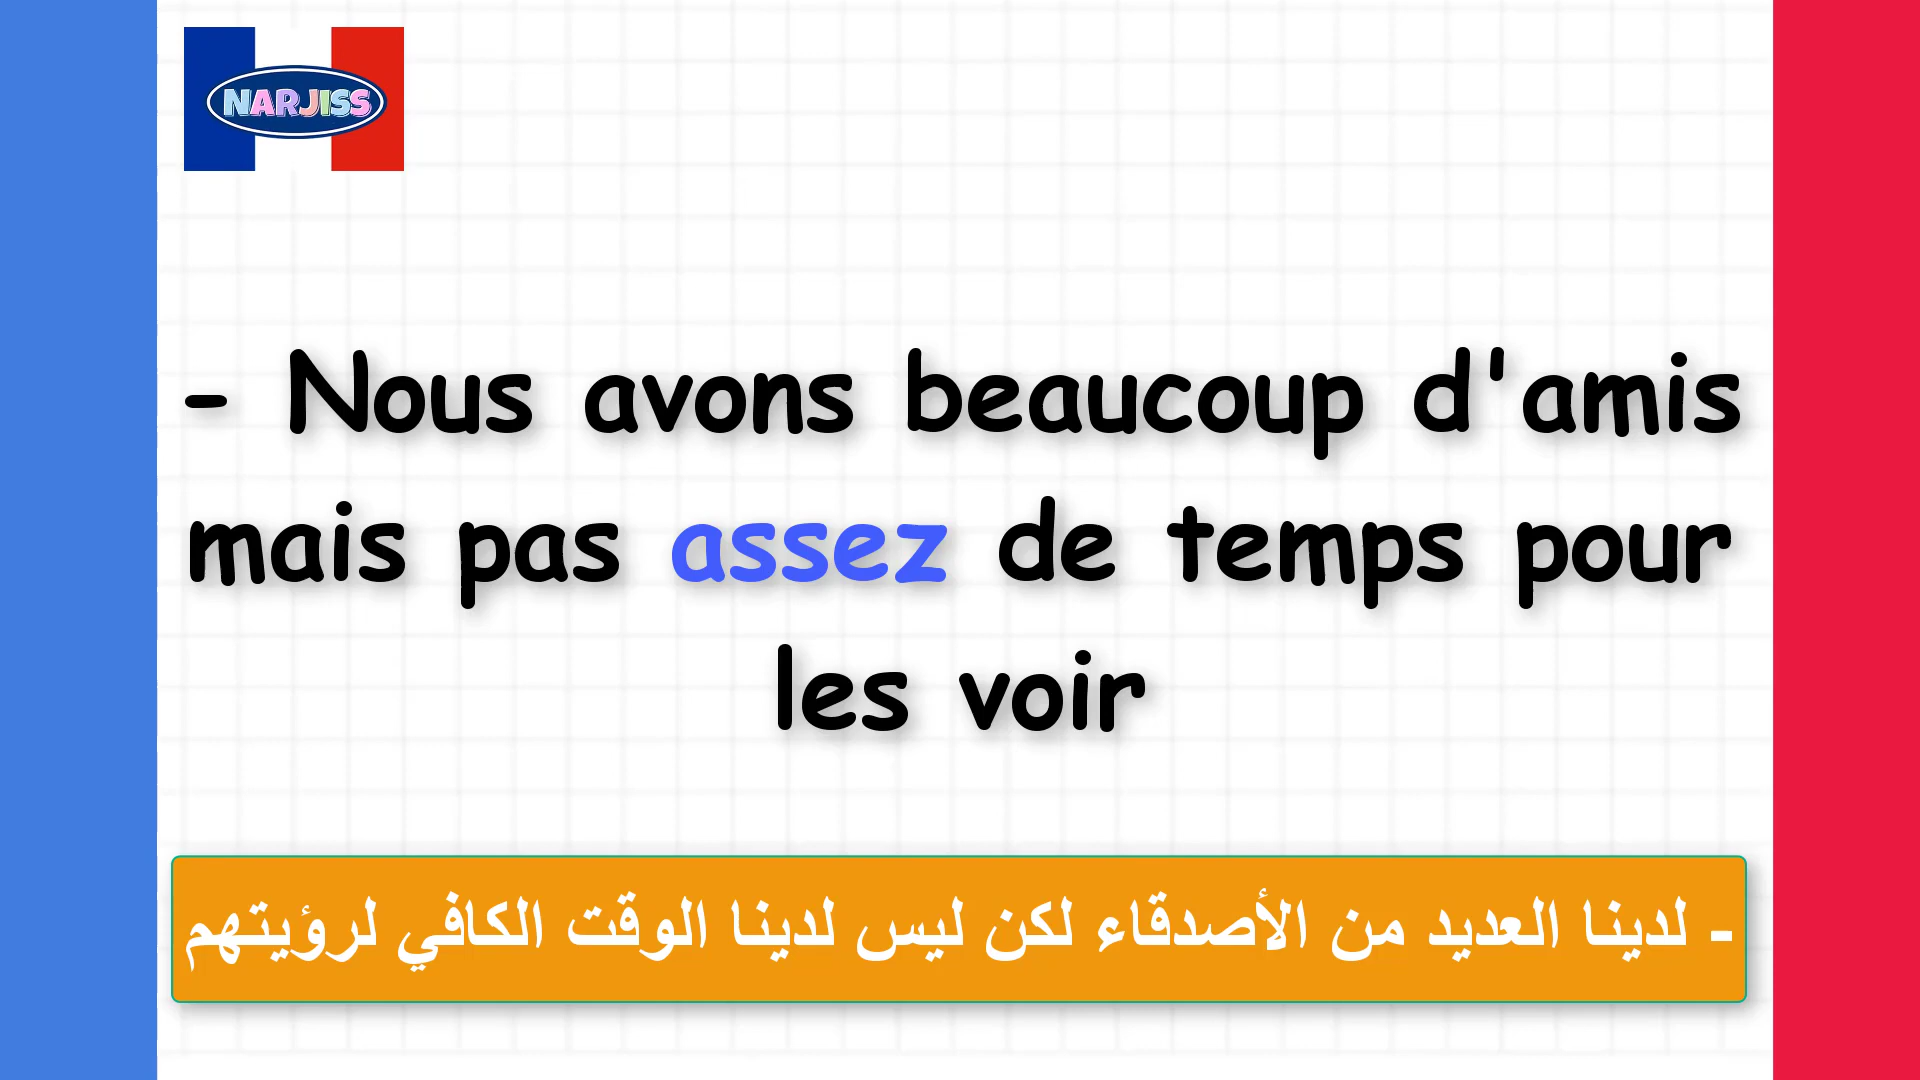 NARJISS
- Nous avons beaucoup d'amis
mais pas assez de temps pour
les voir
- لدينا العديد من الأصدقاء لكن ليس لدينا الوقت الكافي لرؤيتهم